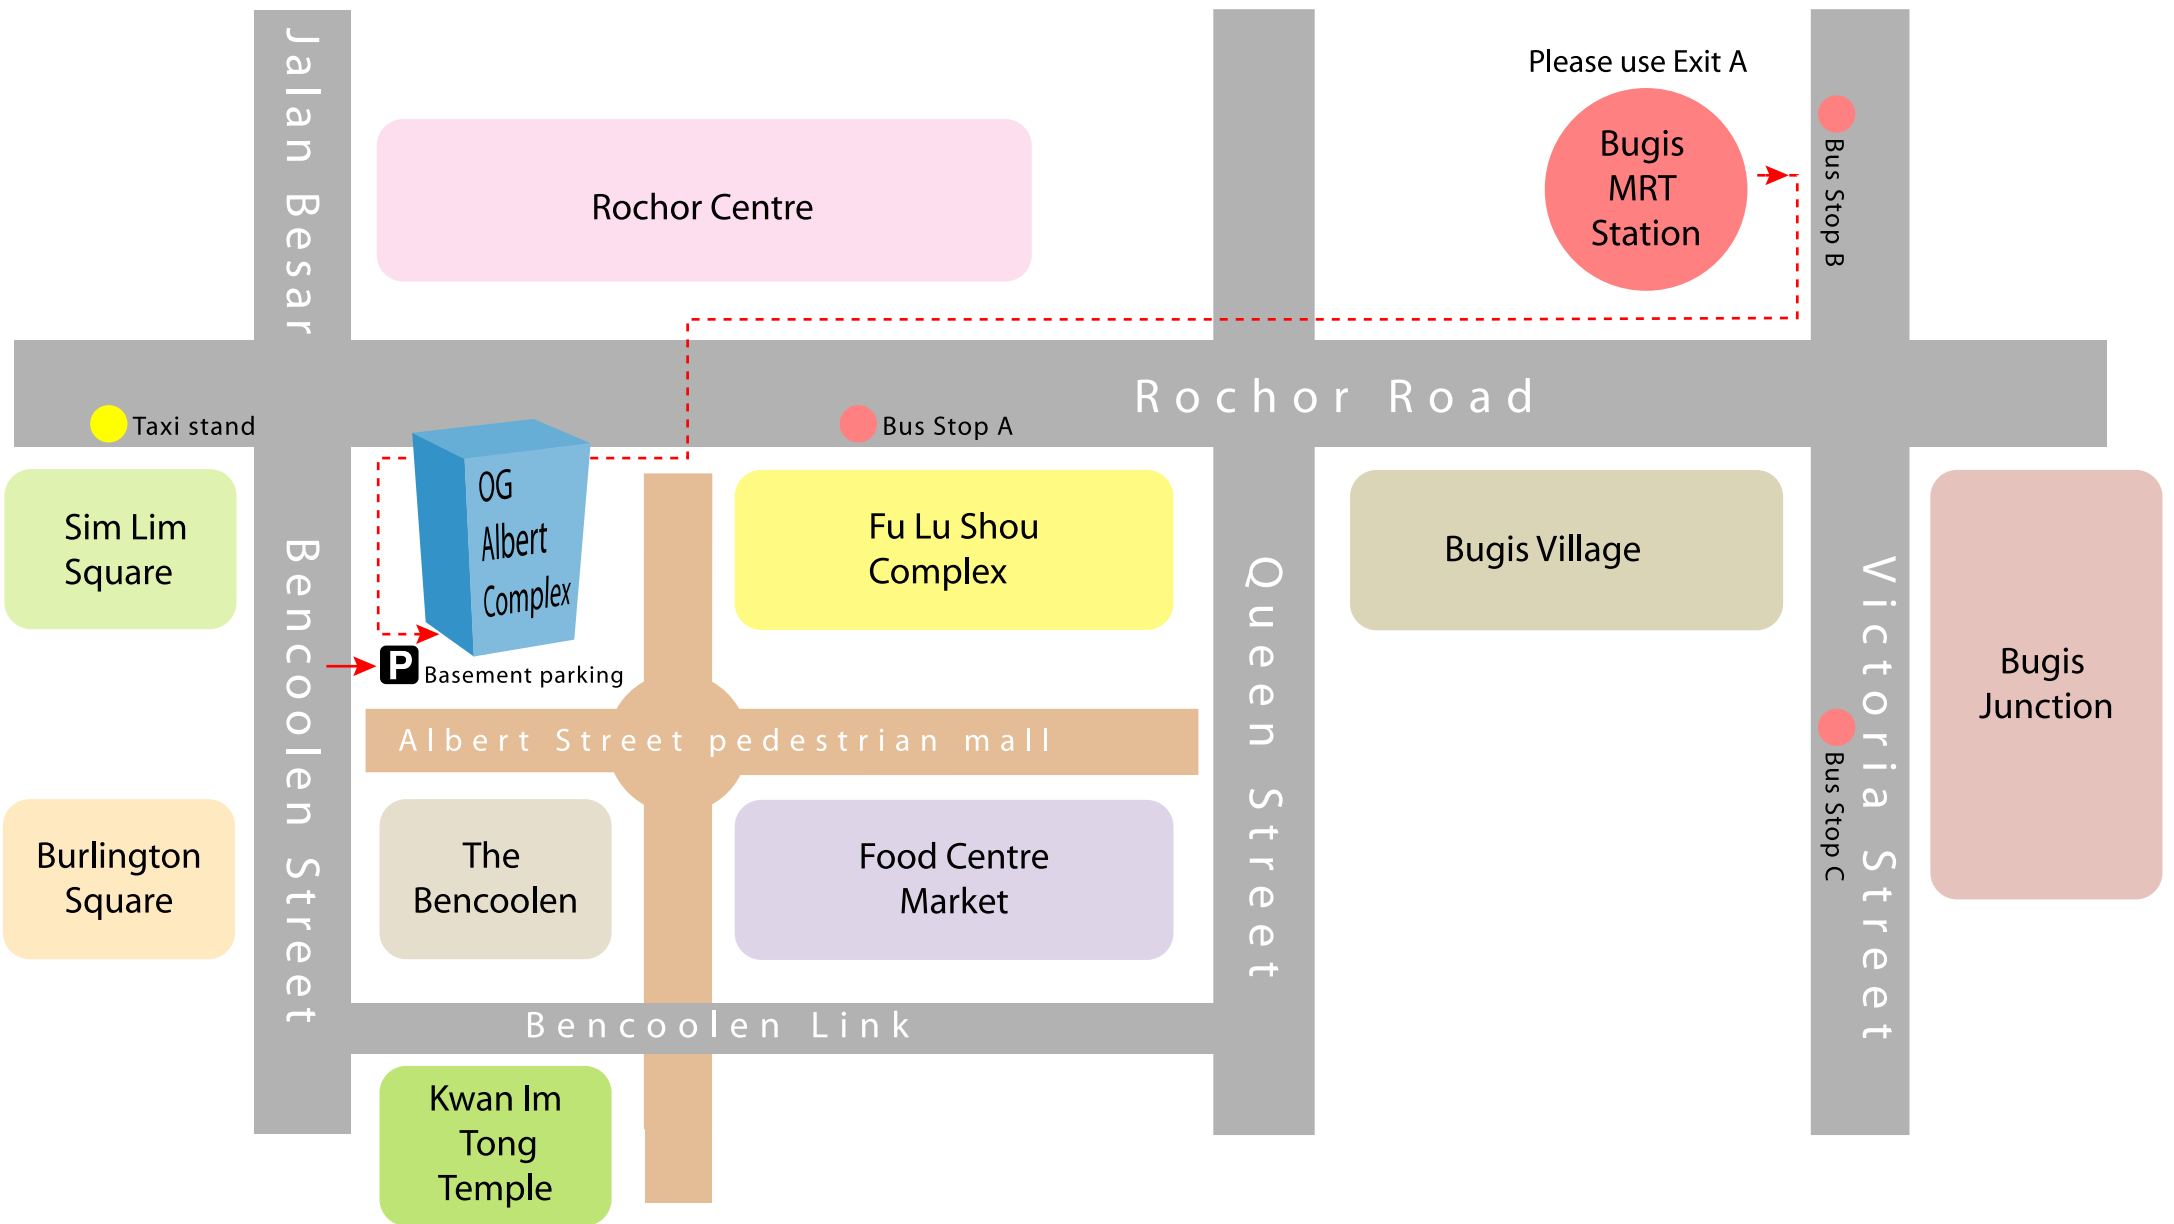 Jalan Besar
Please use Exit A
Bugis
MRT
Station
Bus Stop B
Rochor Centre
Rochor Road
Taxi stand
Bus Stop A
OG
Albert
Complex
Sim Lim
Square
Fu Lu Shou
Complex
Bugis Village
Bencoolen Street
Queen Street
Victoria Street
Bugis
Junction
P
Basement parking
Albert Street pedestrian mall
Bus Stop C
Burlington
Square
The
Bencoolen
Food Centre
Market
Bencoolen Link
Kwan Im
Tong
Temple